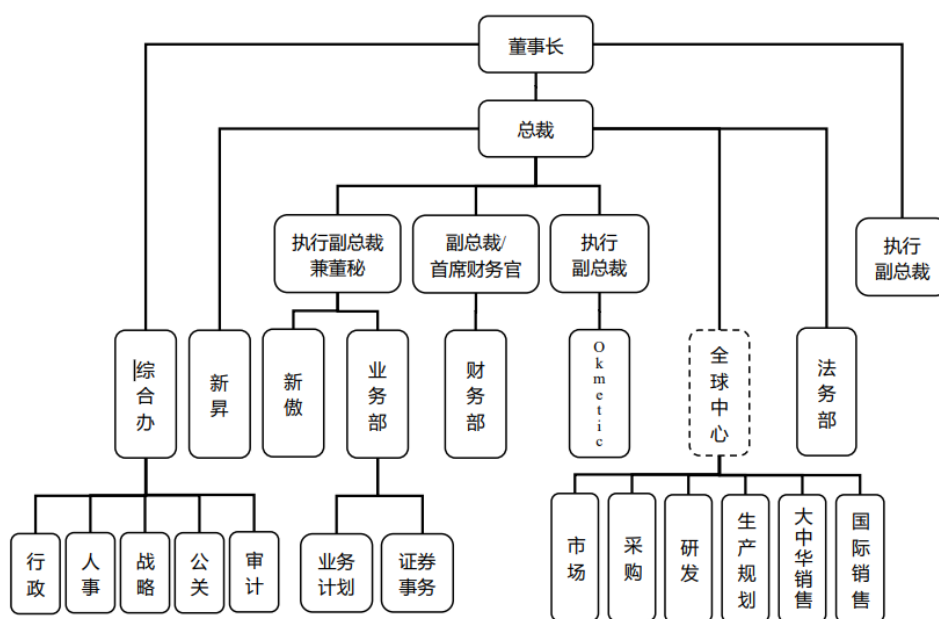 董事长
总裁
执行副总裁
兼董秘
副总裁/
首席财务官
执行
副总裁
执行
副总裁
综合办
新昇
新傲
业务部
财务部
Okmetic
全球中心
法务部
行政
人事
战略
公关
审计
业务
计划
证券
事务
市场
采购
研发
生产规划
大中华销售
国际销售